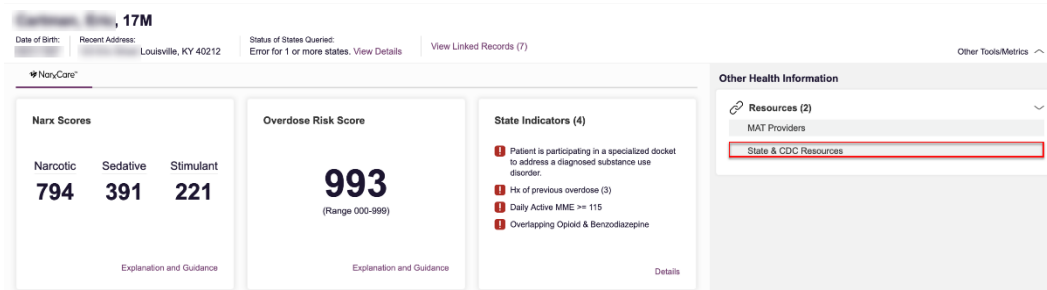 , 17M
Date of Birth:
Recent Address:
Louisville, KY 40212
Status of States Queried:
Error for 1 or more states. View Details
View Linked Records (7)
Other Tools/Metrics
NarxCare
Narx Scores
Narcotic Sedative Stimulant
794 391 221
Explanation and Guidance
Overdose Risk Score
993
(Range 000-999)
Explanation and Guidance
State Indicators (4)
Patient is participating in a specialized docket
to address a diagnosed substance use
disorder.
Hx of previous overdose (3)
Daily Active MME >= 115
Overlapping Opioid & Benzodiazepine
Details
Other Health Information
Resources (2)
MAT Providers
State & CDC Resources